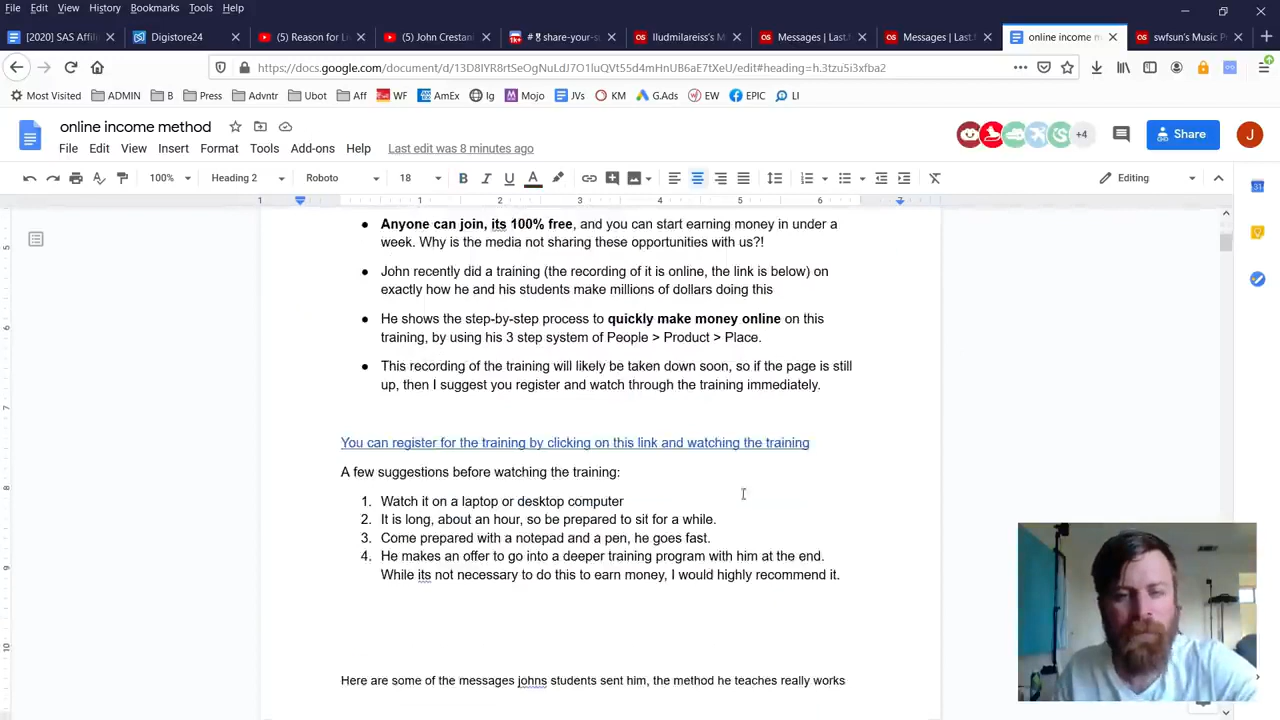 File Edit View History Bookmarks Tools Help
[2020] SAS Affili
Digistore24
(5) Reason for Li
(5) John Crestani
# share-your-s
Iludmilareiss's M
Messages | Last.f
Messages | Last.f
online income m
swfsun's Music Pr
https://docs.google.com/document/d/13D8IYR8rtSeOgNuLdJ7O1luQVt55d4mHnUB6aE7tXeU/edit#heading=h.3tzu5i3xfba2
Most Visited ADMIN B Press Advntr Ubot Aff WF AmEx Ig Mojo JVs KM G.Ads EW EPIC LI
online income method
File Edit View Insert Format Tools Add-ons Help Last edit was 8 minutes ago
+4
Share
J
100% Heading 2 Roboto 18 Editing
1 1 2 3 4 5 6 7
Anyone can join, its 100% free, and you can start earning money in under a
week. Why is the media not sharing these opportunities with us?!
John recently did a training (the recording of it is online, the link is below) on
exactly how he and his students make millions of dollars doing this
He shows the step-by-step process to quickly make money online on this
training, by using his 3 step system of People > Product > Place.
This recording of the training will likely be taken down soon, so if the page is still
up, then I suggest you register and watch through the training immediately.
You can register for the training by clicking on this link and watching the training
A few suggestions before watching the training:
1. Watch it on a laptop or desktop computer
2. It is long, about an hour, so be prepared to sit for a while.
3. Come prepared with a notepad and a pen, he goes fast.
4. He makes an offer to go into a deeper training program with him at the end.
While its not necessary to do this to earn money, I would highly recommend it.
Here are some of the messages johns students sent him, the method he teaches really works